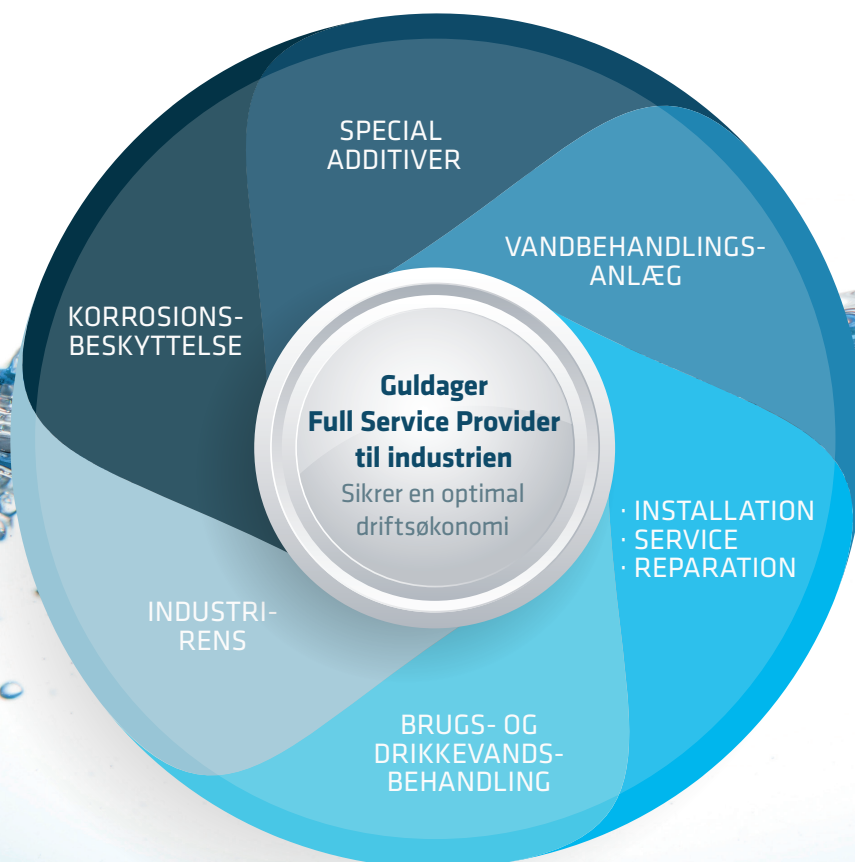 SPECIAL
ADDITIVER
VANDBEHANDLINGS-
ANLÆG
KORROSIONS-
BESKYTTELSE
Guldager
Full Service Provider
til industrien
Sikrer en optimal
driftsøkonomi
· INSTALLATION
· SERVICE
· REPARATION
INDUSTRI-
RENS
BRUGS- OG
DRIKKEVANDS-
BEHANDLING